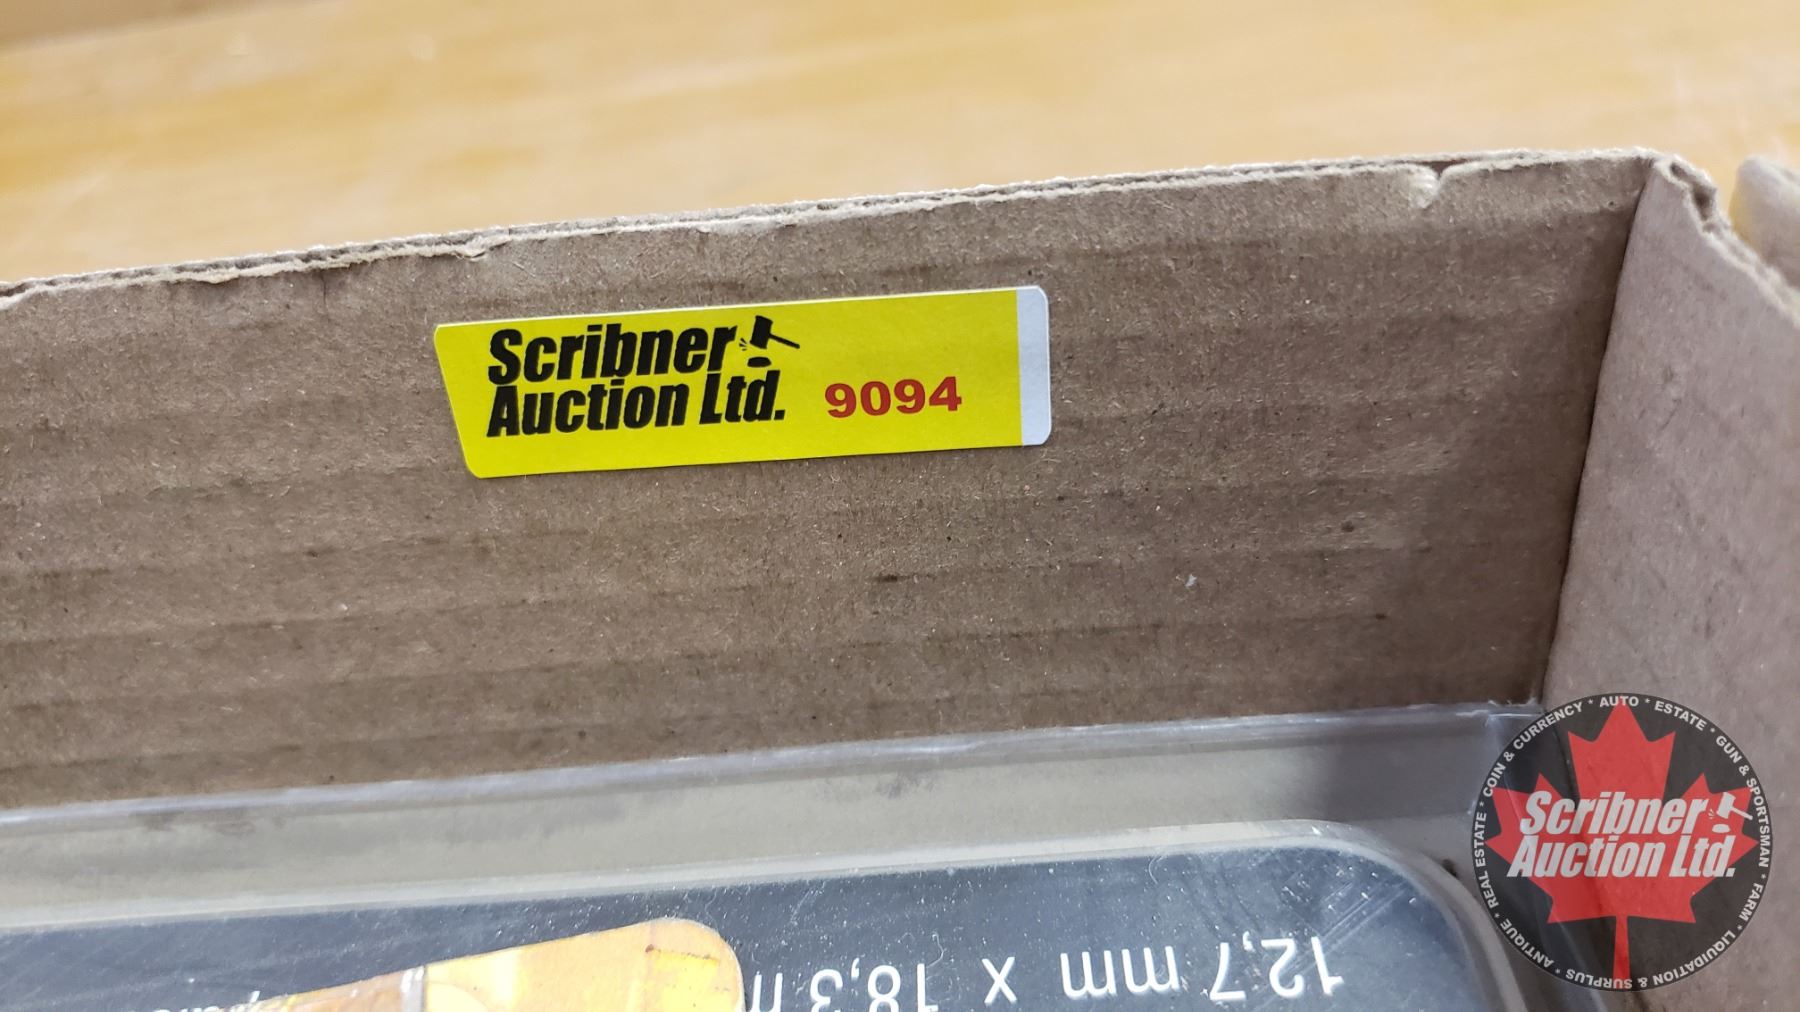 Scribner
Auction Ltd. 9094
12,7 mm x 18,3 m
COIN & CURRENCY * AUTO * ESTATE * GUN & SPORTSMAN * FARM * LIQUIDATION & SURPLUS * ANTIQUE * REAL ESTATE *
Scribner
Auction Ltd.